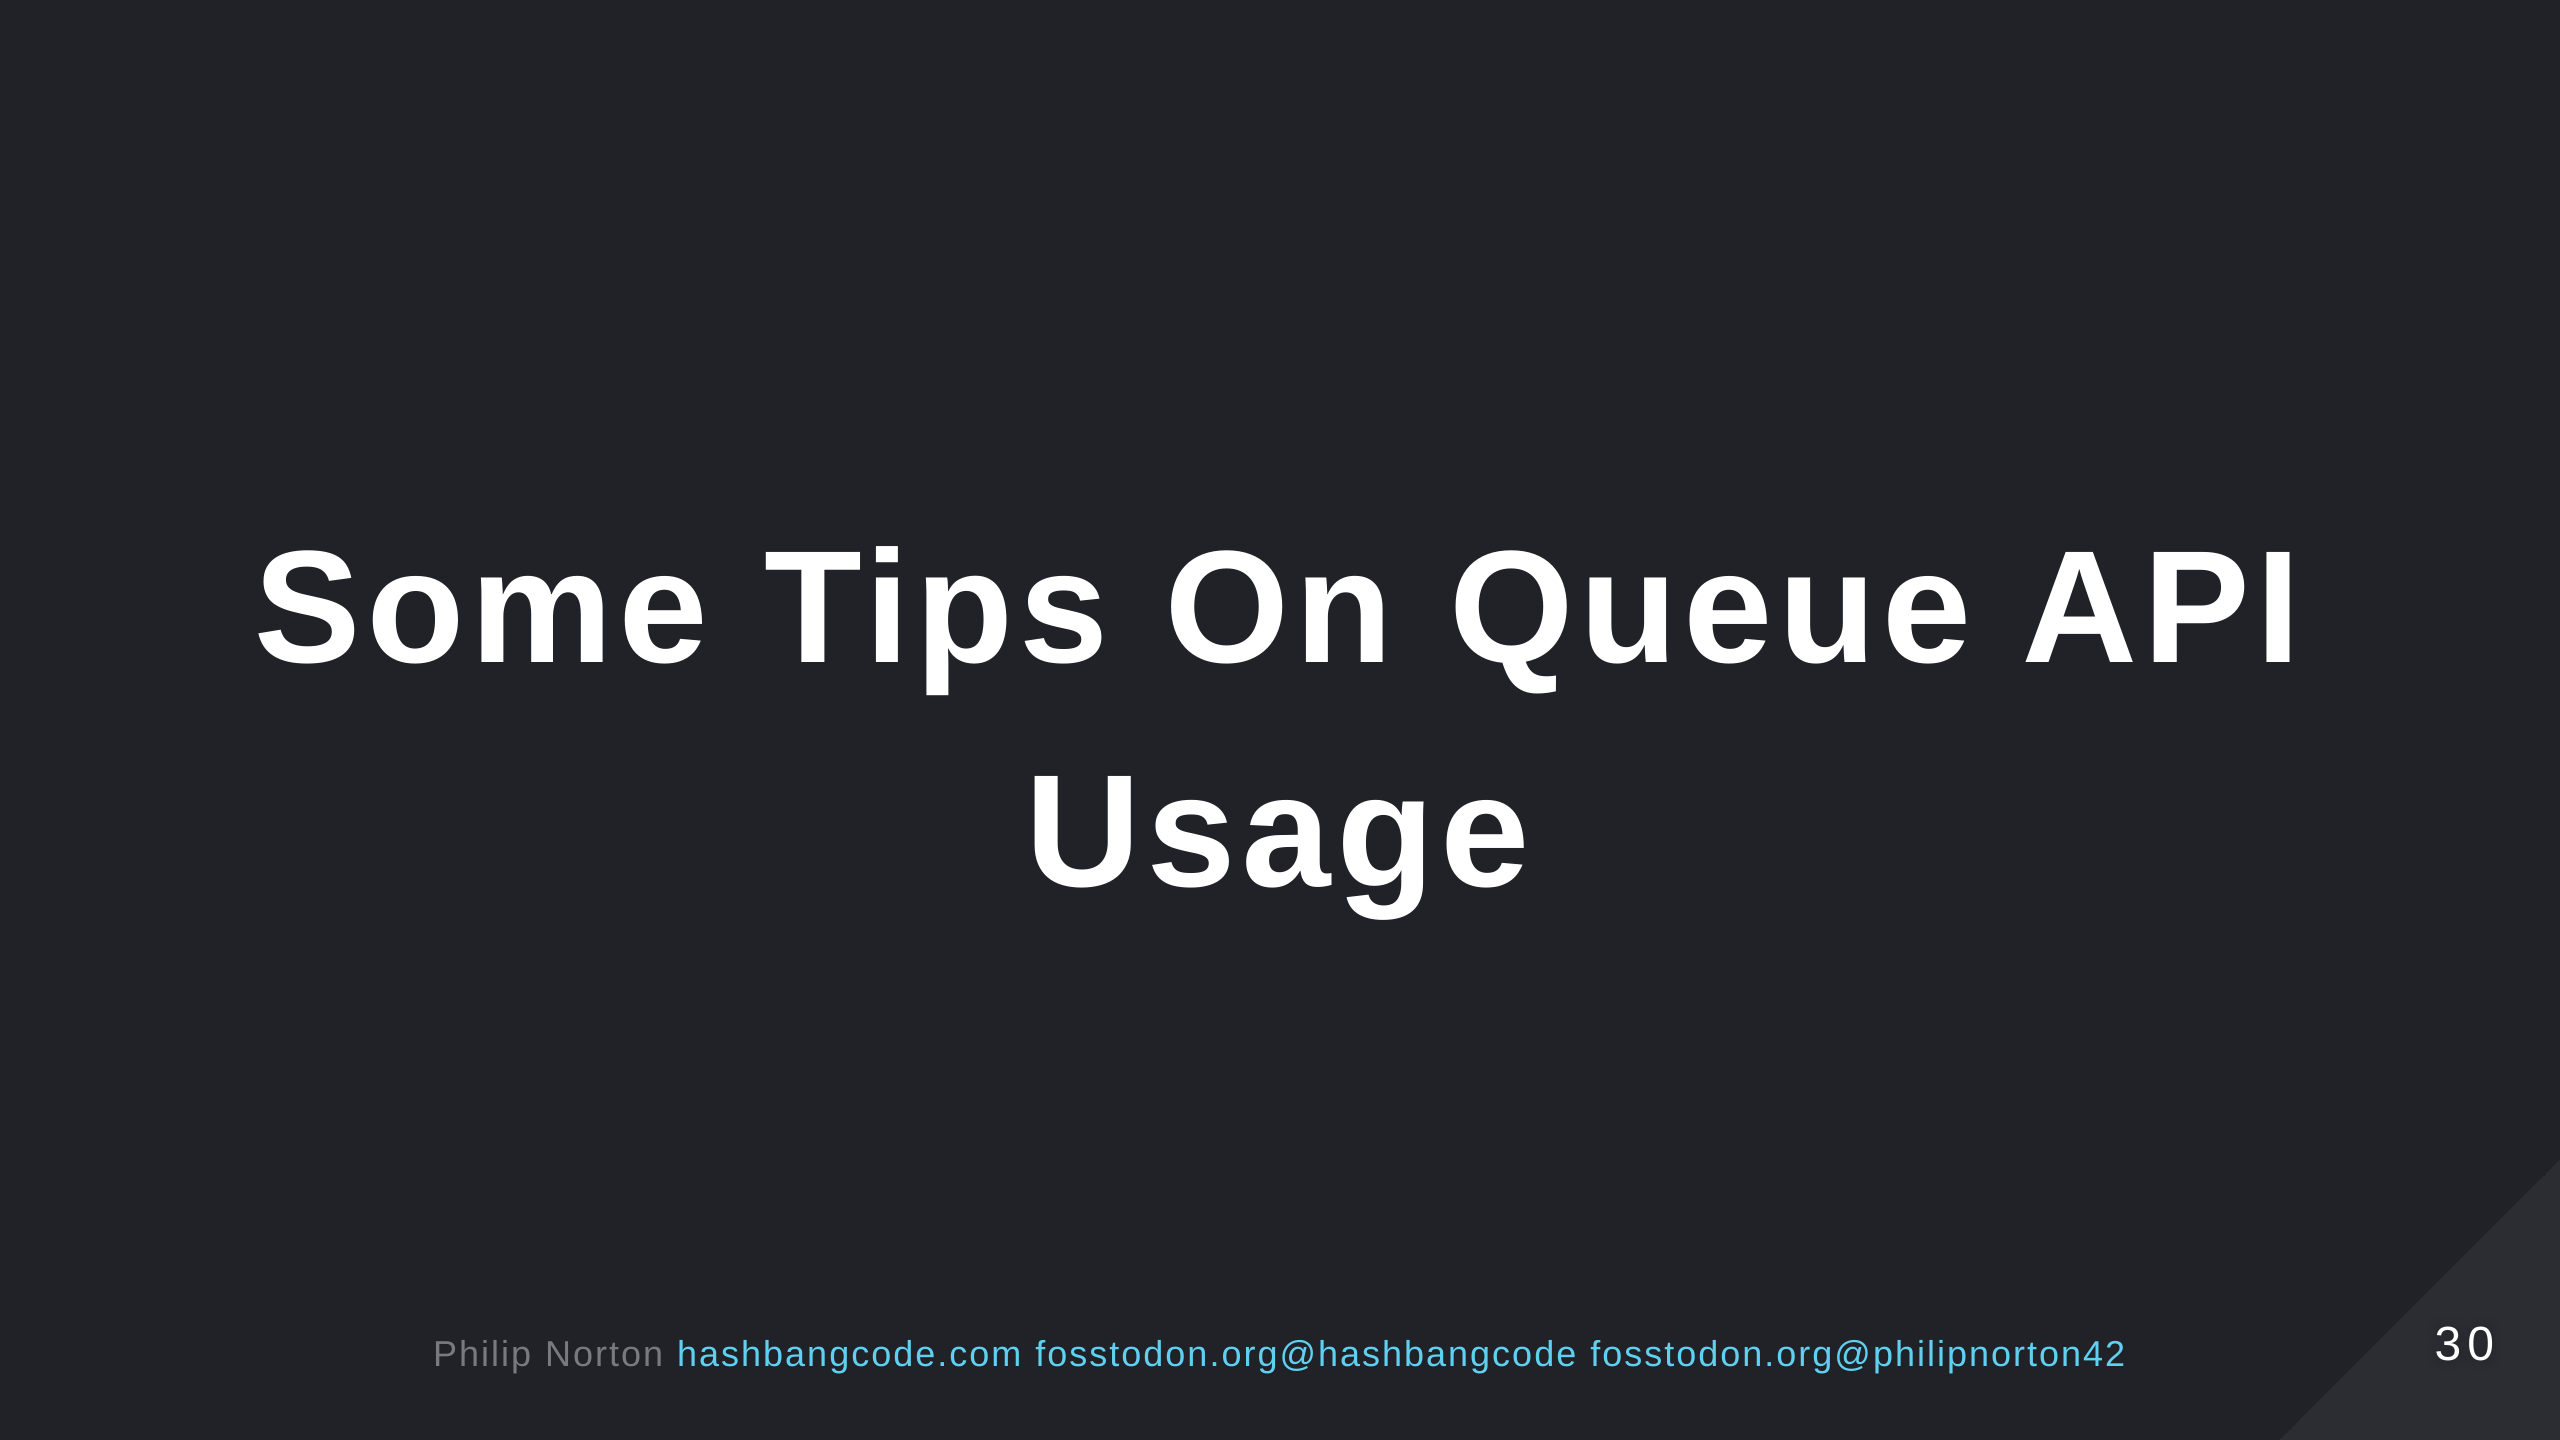 Some Tips On Queue API
Usage
Philip Norton hashbangcode.com fosstodon.org@hashbangcode fosstodon.org@philipnorton42
30